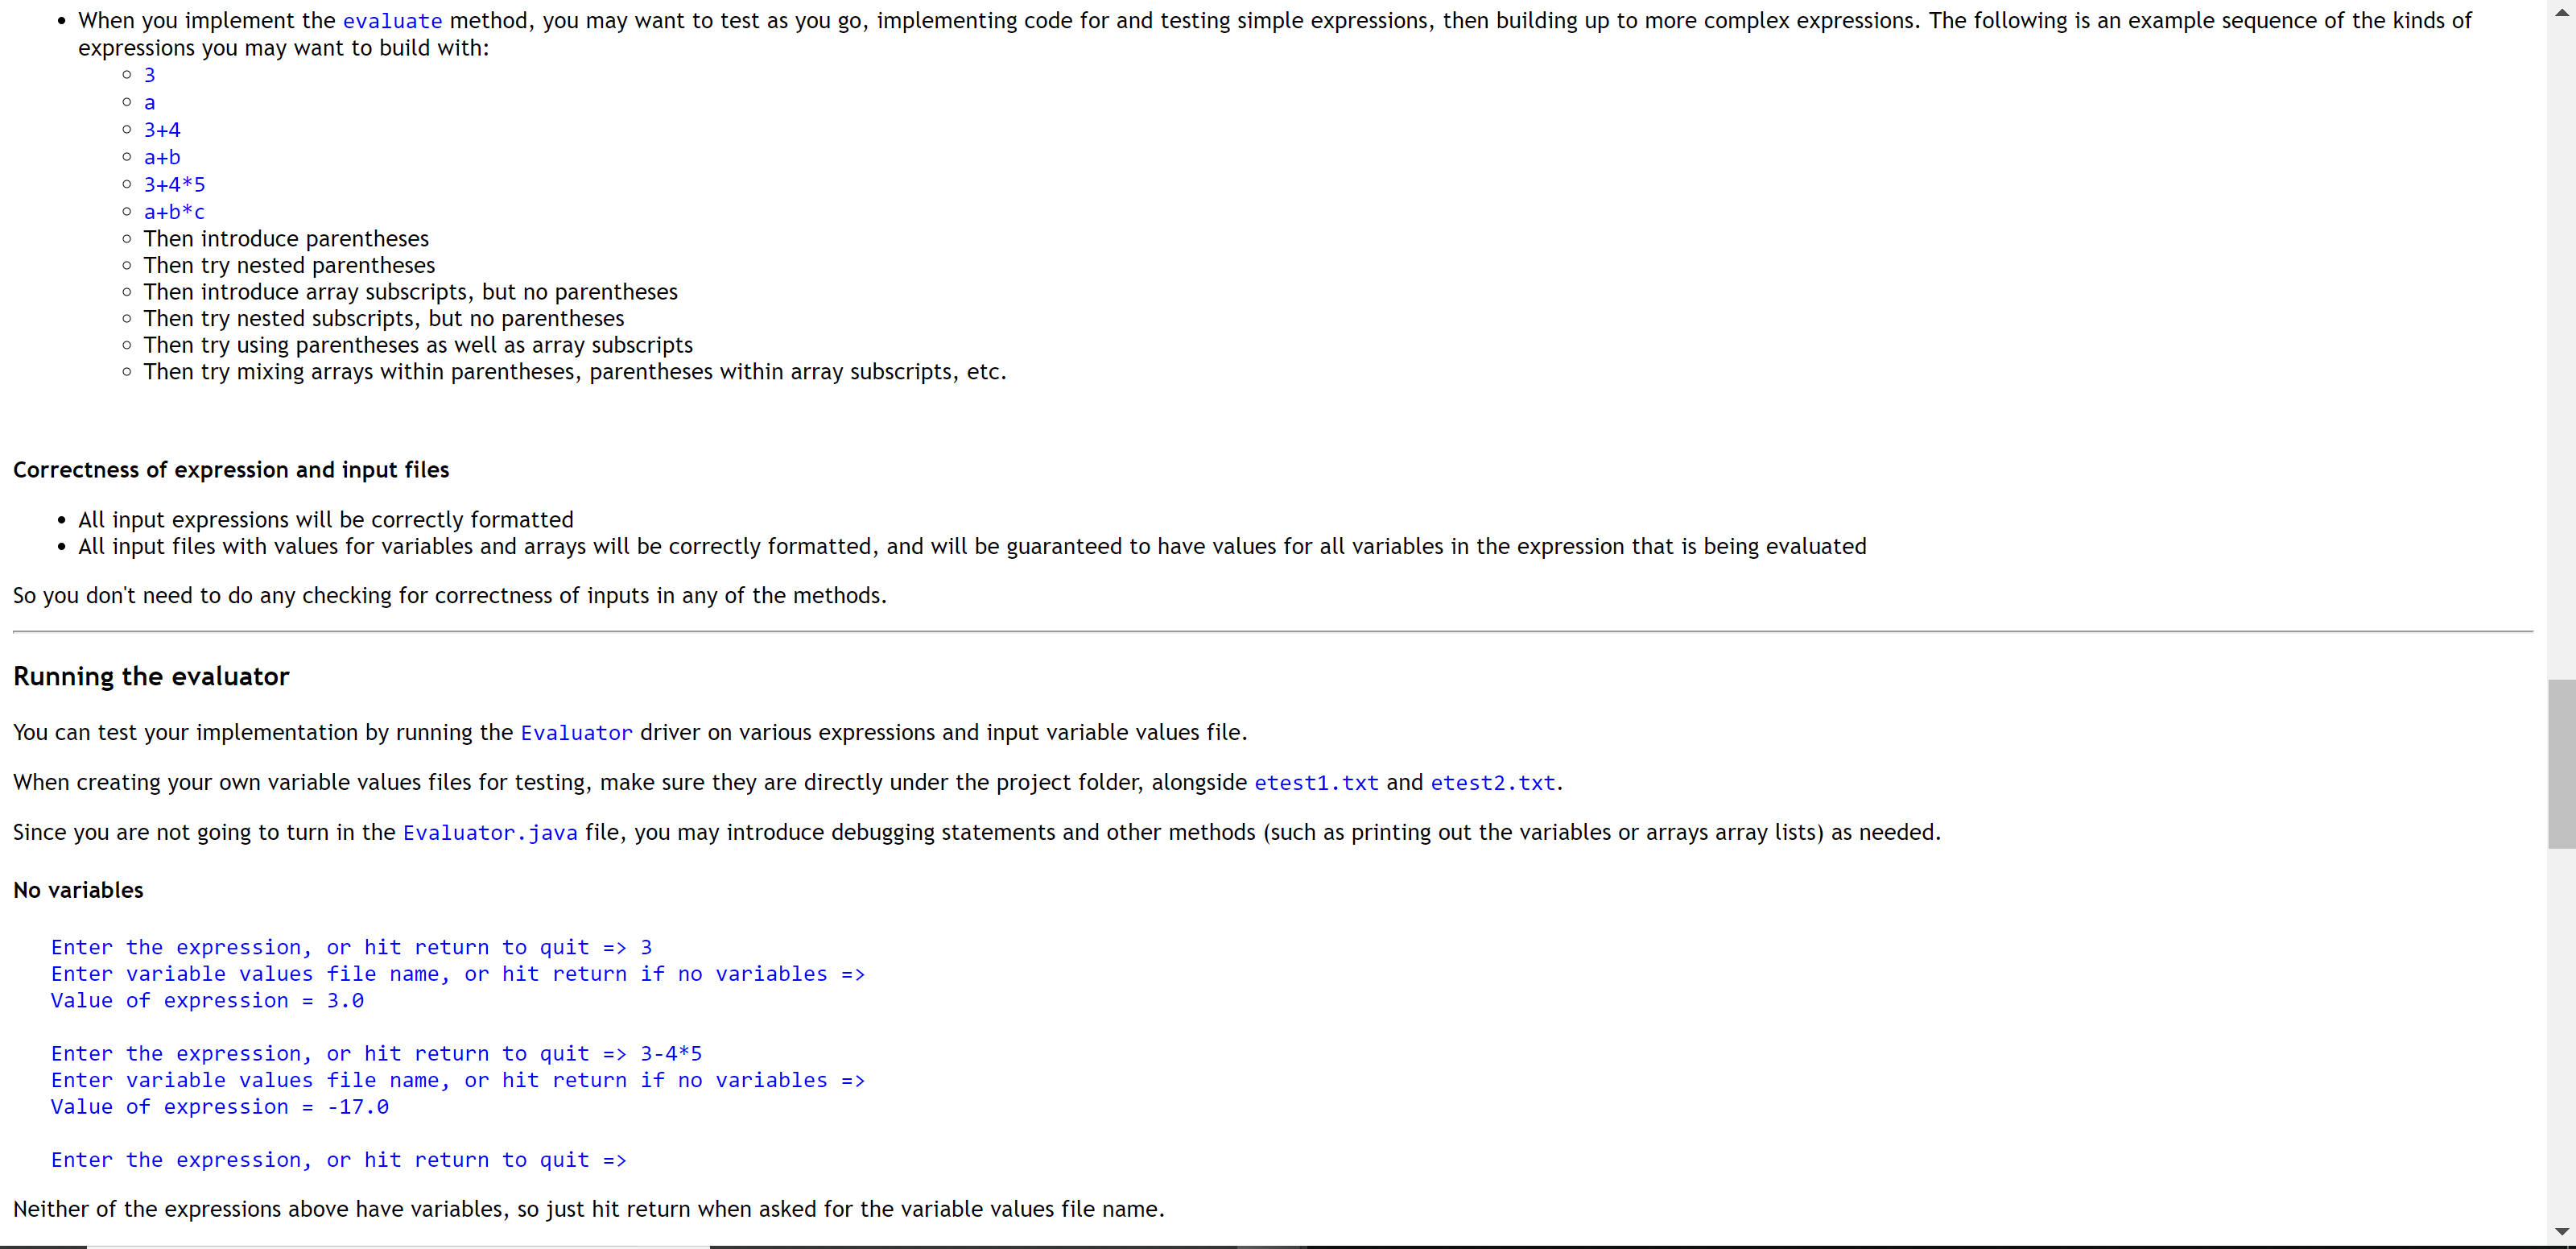 When you implement the evaluate method, you may want to test as you go, implementing code for and testing simple expressions, then building up to more complex expressions. The following is an example sequence of the kinds of
expressions you may want to build with:
3
a
3+4
a+b
3+4*5
a+b*c
Then introduce parentheses
Then try nested parentheses
Then introduce array subscripts, but no parentheses
Then try nested subscripts, but no parentheses
Then try using parentheses as well as array subscripts
Then try mixing arrays within parentheses, parentheses within array subscripts, etc.
Correctness of expression and input files
All input expressions will be correctly formatted
All input files with values for variables and arrays will be correctly formatted, and will be guaranteed to have values for all variables in the expression that is being evaluated
So you don't need to do any checking for correctness of inputs in any of the methods.
Running the evaluator
You can test your implementation by running the Evaluator driver on various expressions and input variable values file.
When creating your own variable values files for testing, make sure they are directly under the project folder, alongside etest1.txt and etest2.txt.
Since you are not going to turn in the Evaluator.java file, you may introduce debugging statements and other methods (such as printing out the variables or arrays array lists) as needed.
No variables
Enter the expression, or hit return to quit => 3
Enter variable values file name, or hit return if no variables =>
Value of expression = 3.0
Enter the expression, or hit return to quit => 3-4*5
Enter variable values file name, or hit return if no variables =>
Value of expression = -17.0
Enter the expression, or hit return to quit =>
Neither of the expressions above have variables, so just hit return when asked for the variable values file name.